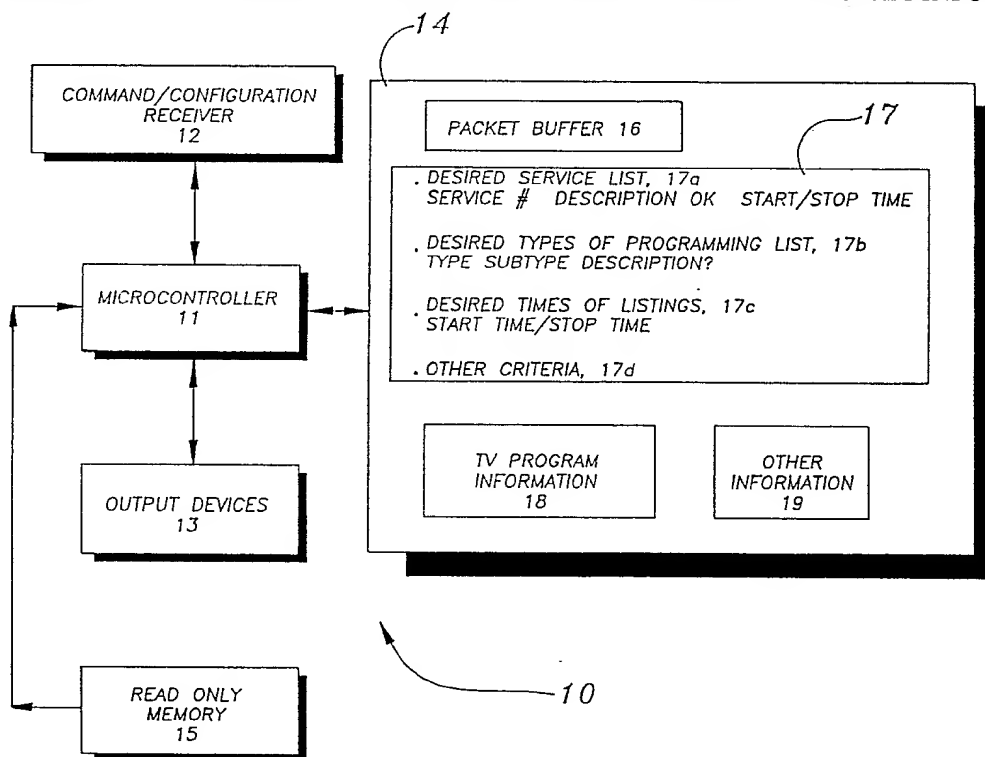 14
COMMAND/CONFIGURATION
RECEIVER
12
PACKET BUFFER 16
17
. DESIRED SERVICE LIST, 17a
SERVICE # DESCRIPTION OK START/STOP TIME
. DESIRED TYPES OF PROGRAMMING LIST, 17b
TYPE SUBTYPE DESCRIPTION?
. DESIRED TIMES OF LISTINGS, 17c
START TIME/STOP TIME
. OTHER CRITERIA, 17d
MICROCONTROLLER
11
TV PROGRAM
INFORMATION
18
OTHER
INFORMATION
19
OUTPUT DEVICES
13
10
READ ONLY
MEMORY
15